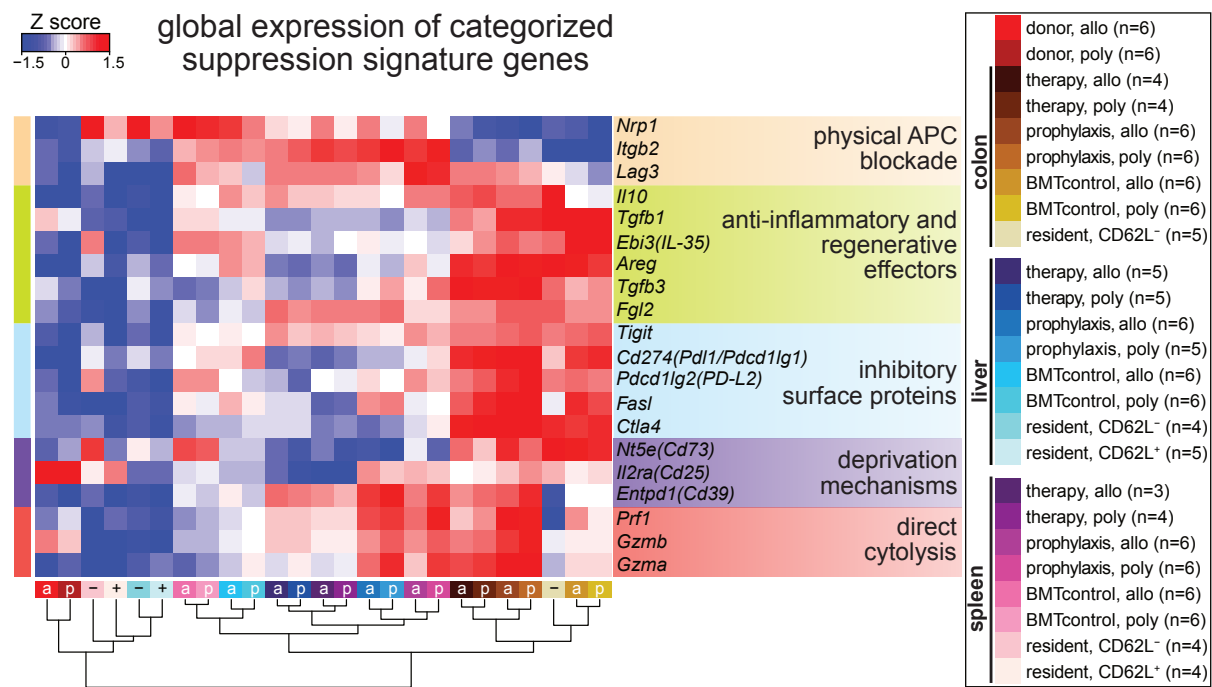 Z score
−1.5 0 1.5
global expression of categorized
suppression signature genes
Nrp1
Itgb2
Lag3
physical APC
blockade
Il10
Tgfb1
Ebi3(IL-35)
Areg
Tgfb3
Fgl2
anti-inflammatory and
regenerative
effectors
Tigit
Cd274(Pdl1/Pdcd1lg1)
Pdcd1lg2(PD-L2)
Fasl
Ctla4
inhibitory
surface proteins
Nt5e(Cd73)
Il2ra(Cd25)
Entpd1(Cd39)
deprivation
mechanisms
Prf1
Gzmb
Gzma
direct
cytolysis
a p − + − + a p a p a p a p a p a p a p a p − a p
donor, allo (n=6)
donor, poly (n=6)
colon
therapy, allo (n=4)
therapy, poly (n=4)
prophylaxis, allo (n=6)
prophylaxis, poly (n=6)
BMTcontrol, allo (n=6)
BMTcontrol, poly (n=6)
resident, CD62L⁻ (n=5)
liver
therapy, allo (n=5)
therapy, poly (n=5)
prophylaxis, allo (n=6)
prophylaxis, poly (n=5)
BMTcontrol, allo (n=6)
BMTcontrol, poly (n=6)
resident, CD62L⁻ (n=4)
resident, CD62L⁺ (n=5)
spleen
therapy, allo (n=3)
therapy, poly (n=4)
prophylaxis, allo (n=6)
prophylaxis, poly (n=6)
BMTcontrol, allo (n=6)
BMTcontrol, poly (n=6)
resident, CD62L⁻ (n=4)
resident, CD62L⁺ (n=4)